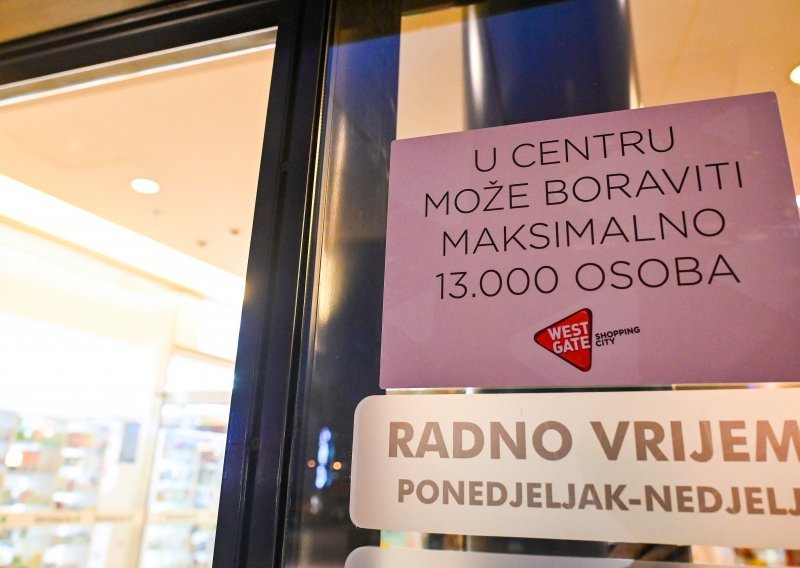 U CENTRU
MOŽE BORAVITI
MAKSIMALNO
13.000 OSOBA
WEST
GATE
SHOPPING
CITY
RADNO VRIJEM
PONEDJELJAK-NEDJELJ